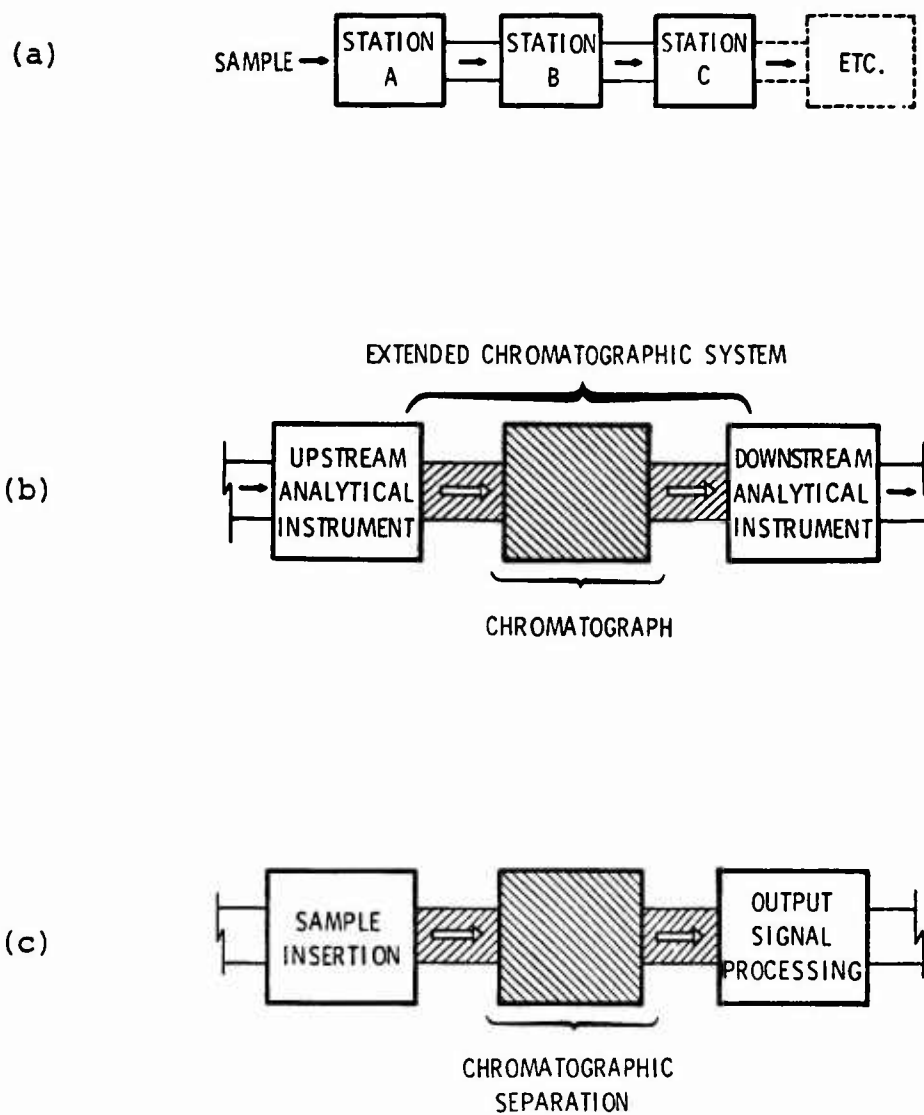 (a)
SAMPLE
STATION
A
STATION
B
STATION
C
ETC.
EXTENDED CHROMATOGRAPHIC SYSTEM
(b)
UPSTREAM
ANALYTICAL
INSTRUMENT
DOWNSTREAM
ANALYTICAL
INSTRUMENT
CHROMATOGRAPH
(c)
SAMPLE
INSERTION
OUTPUT
SIGNAL
PROCESSING
CHROMATOGRAPHIC
SEPARATION